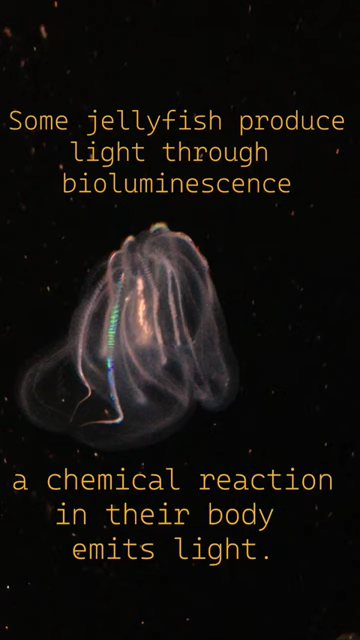 Some jellyfish produce
light through
bioluminescence
a chemical reaction
in their body
emits light.